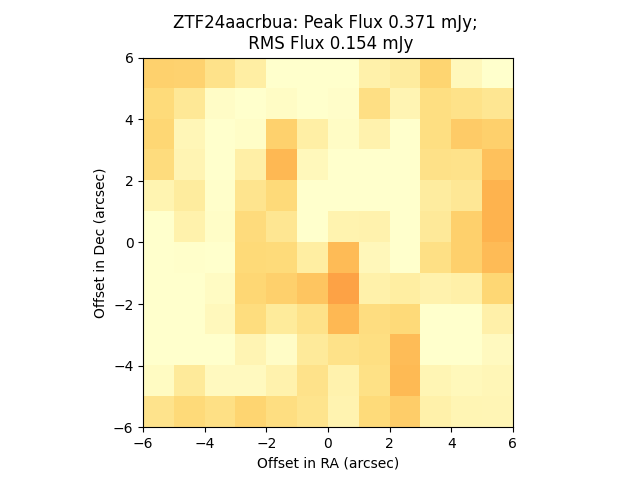 ZTF24aacrbua: Peak Flux 0.371 mJy;
RMS Flux 0.154 mJy
6
4
2
0
−2
−4
−6
Offset in Dec (arcsec)
−6 −4 −2 0 2 4 6
Offset in RA (arcsec)